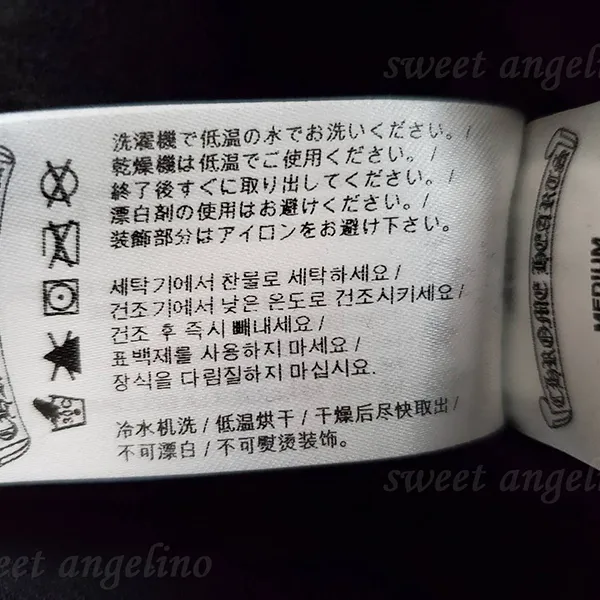 sweet angelino
洗濯機で低温の水でお洗いください。/
乾燥機は低温でご使用ください。/
終了後すぐに取り出してください。/
漂白剤の使用はお避けください。/
装飾部分はアイロンをお避け下さい。
세탁기에서 찬물로 세탁하세요 /
건조기에서 낮은 온도로 건조시키세요 /
건조 후 즉시 빼내세요 /
표백제를 사용하지 마세요 /
장식을 다림질하지 마십시요.
冷水机洗 / 低温烘干 / 干燥后尽快取出 /
不可漂白 / 不可熨烫装饰。
30C
CHROME HEARTS
MEDIUM
sweet angelino
sweet angelino